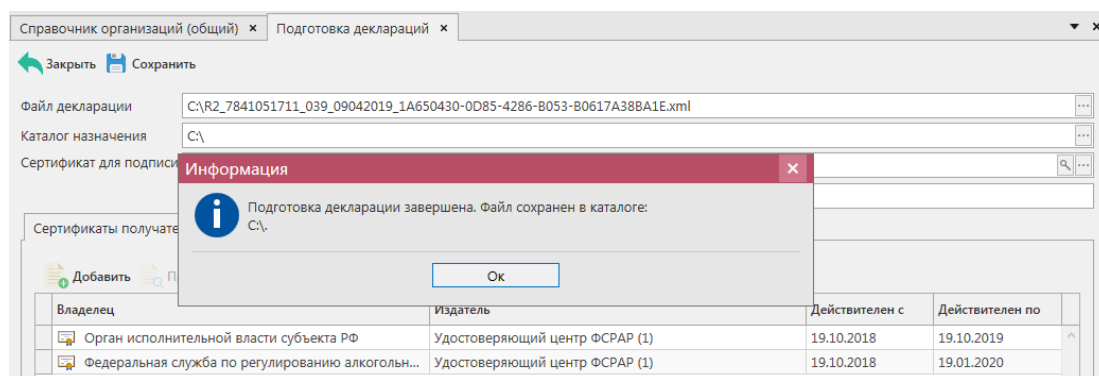 Справочник организаций (общий) × Подготовка деклараций ×
Закрыть Сохранить
Файл декларации C:\R2_7841051711_039_09042019_1A650430-0D85-4286-B053-B0617A38BA1E.xml
Каталог назначения C:\
Сертификат для подписи
Информация
Подготовка декларации завершена. Файл сохранен в каталоге:
C:\.
Сертификаты получате
Добавить П
Ок
Владелец Издатель Действителен с Действителен по
Орган исполнительной власти субъекта РФ Удостоверяющий центр ФСРАР (1) 19.10.2018 19.10.2019
Федеральная служба по регулированию алкогольн... Удостоверяющий центр ФСРАР (1) 19.10.2018 19.01.2020